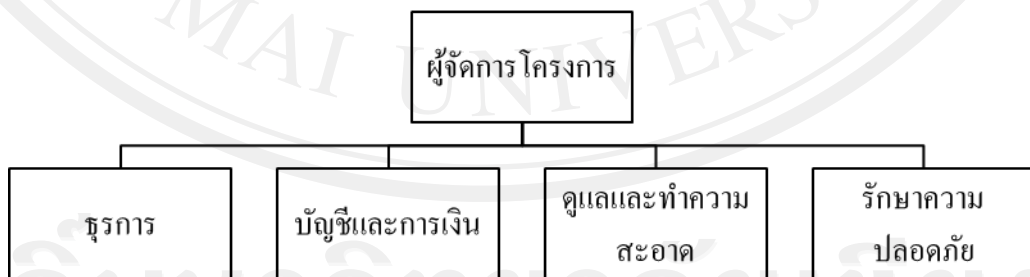 MAI UNIVERS
ผู้จัดการโครงการ
ธุรการ
บัญชีและการเงิน
ดูแลและทำความ
สะอาด
รักษาความ
ปลอดภัย